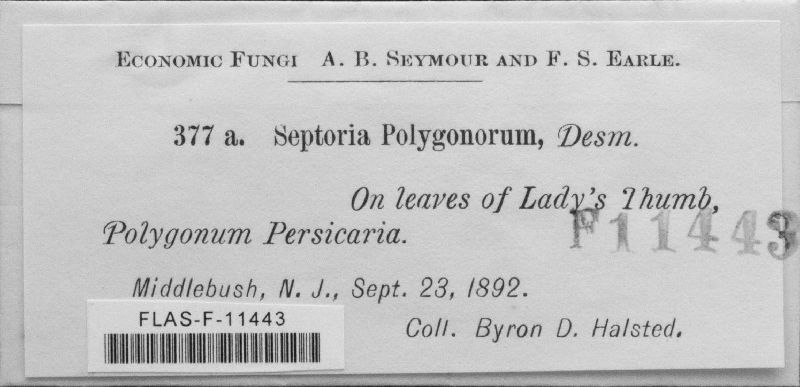 Economic Fungi A. B. Seymour and F. S. Earle.
377 a. Septoria Polygonorum, Desm.
On leaves of Lady's Thumb,
Polygonum Persicaria.
F11443
Middlebush, N. J., Sept. 23, 1892.
FLAS-F-11443
Coll. Byron D. Halsted.